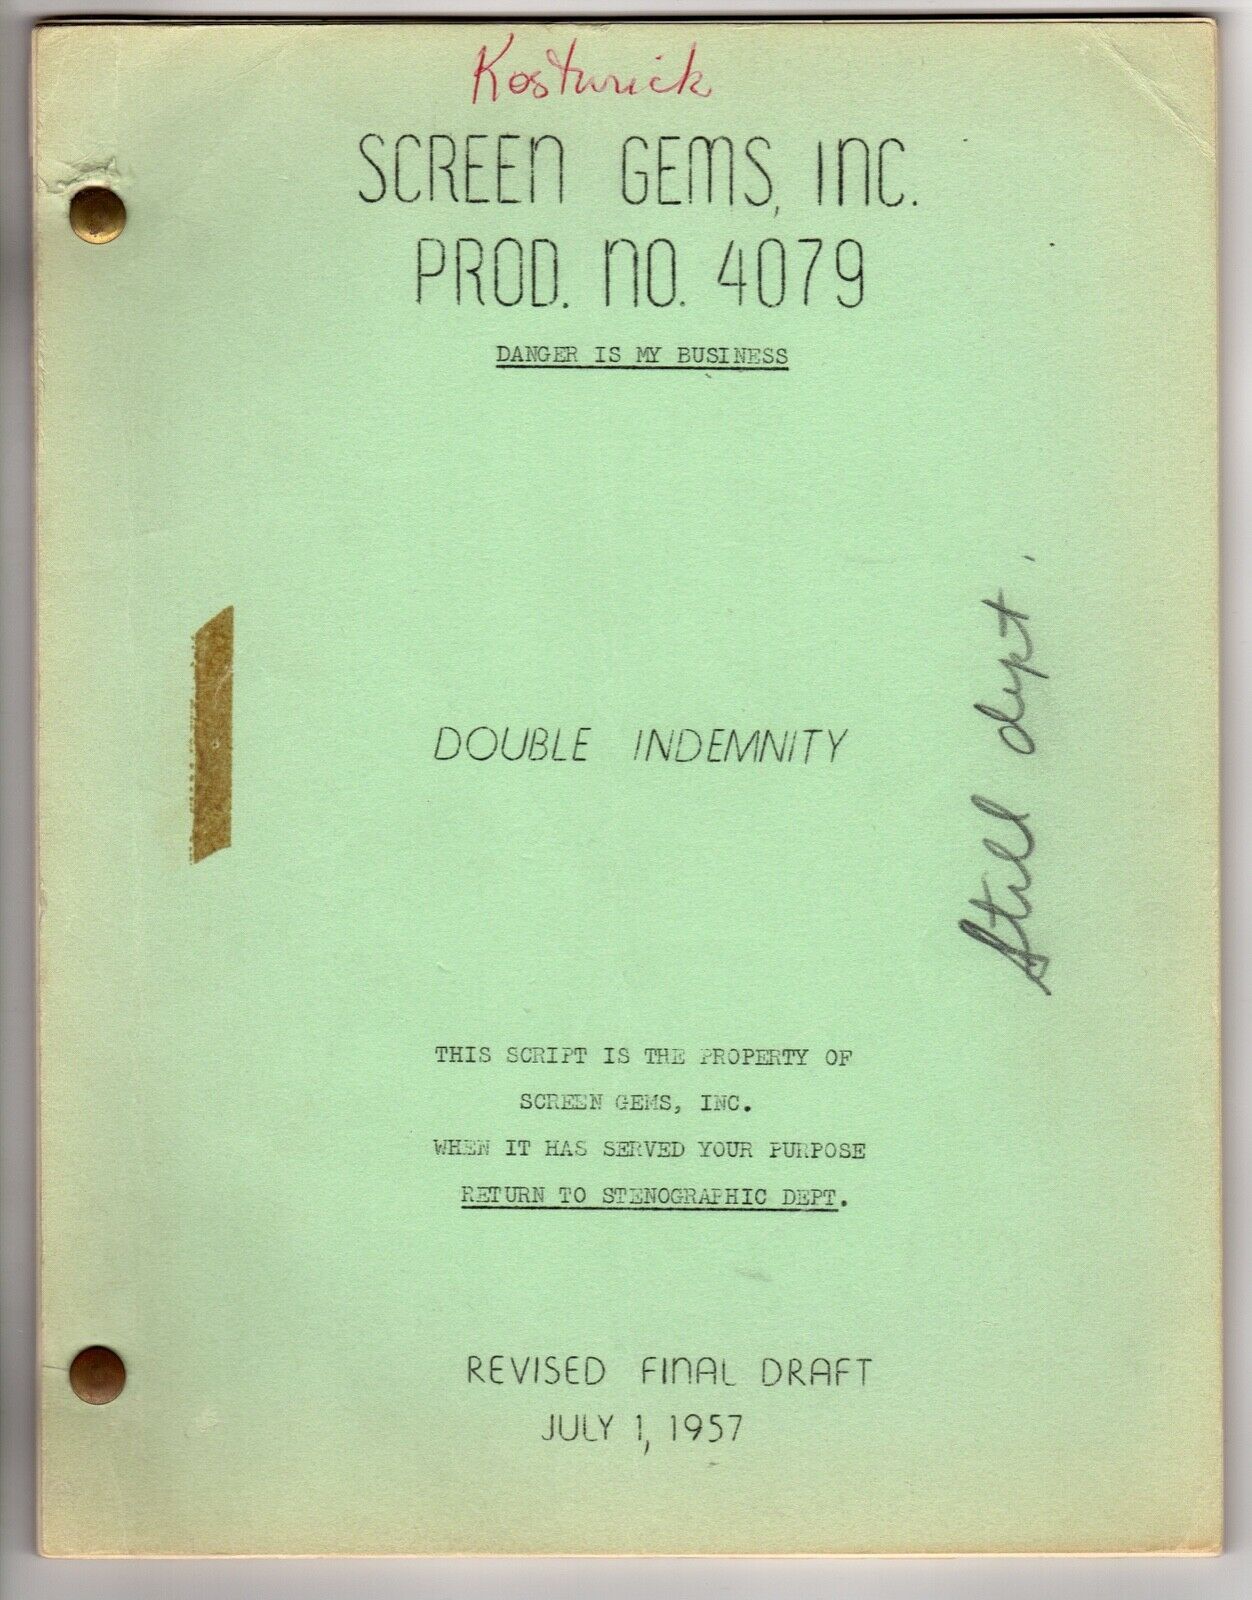 Kosturick
SCREEN GEMS, INC.
PROD. NO. 4079
DANGER IS MY BUSINESS
DOUBLE INDEMNITY
Still dept.
THIS SCRIPT IS THE PROPERTY OF
SCREEN GEMS, INC.
WHEN IT HAS SERVED YOUR PURPOSE
RETURN TO STENOGRAPHIC DEPT.
REVISED FINAL DRAFT
JULY 1, 1957